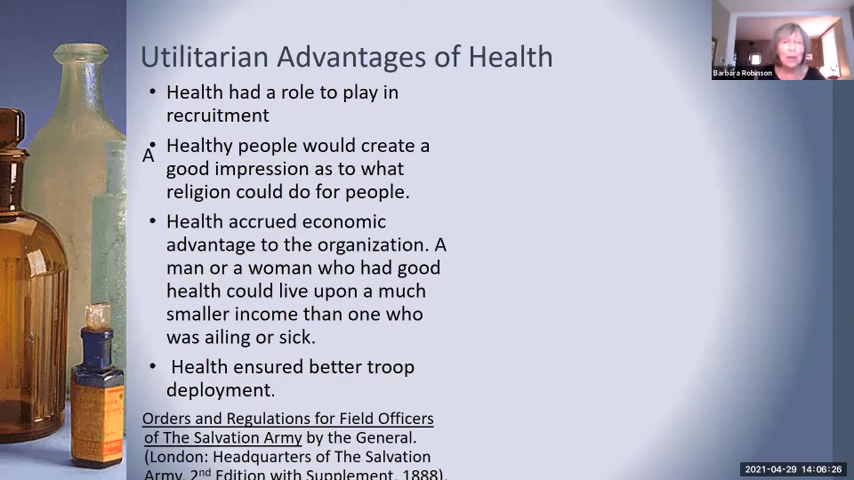 Utilitarian Advantages of Health
Barbara Robinson
• Health had a role to play in
recruitment
A
• Healthy people would create a
good impression as to what
religion could do for people.
• Health accrued economic
advantage to the organization. A
man or a woman who had good
health could live upon a much
smaller income than one who
was ailing or sick.
• Health ensured better troop
deployment.
Orders and Regulations for Field Officers
of The Salvation Army by the General.
(London: Headquarters of The Salvation
Army, 2nd Edition with Supplement, 1888).
2021-04-29 14:06:26